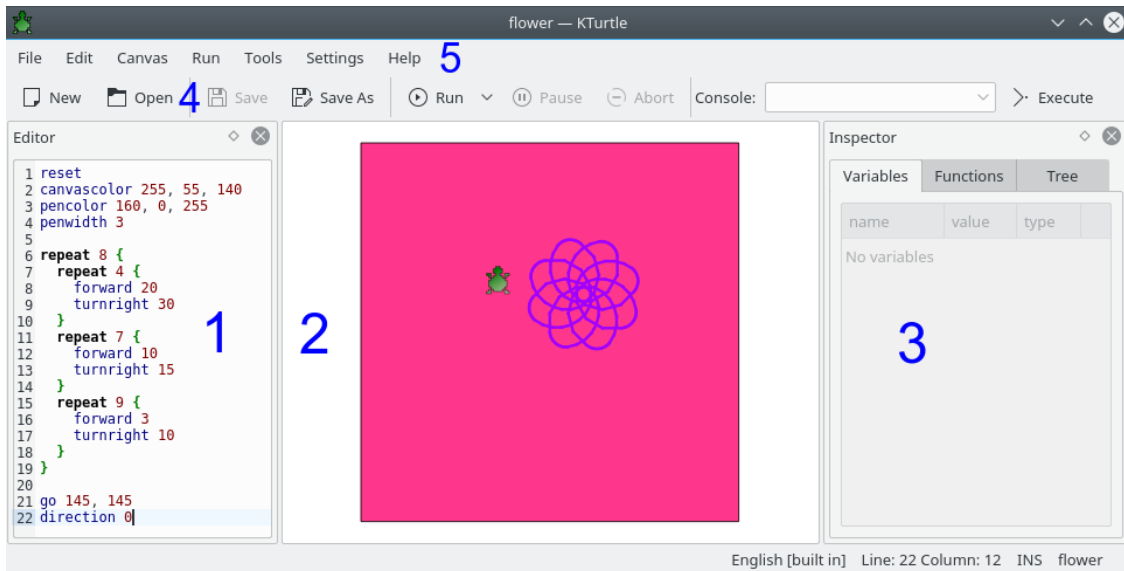 flower — KTurtle
File Edit Canvas Run Tools Settings Help 5
New Open 4 Save Save As Run Pause Abort Console: Execute
Editor
1 reset
2 canvascolor 255, 55, 140
3 pencolor 160, 0, 255
4 penwidth 3
5
6 repeat 8 {
7 repeat 4 {
8 forward 20
9 turnright 30
10 }
11 repeat 7 {
12 forward 10
13 turnright 15
14 }
15 repeat 9 {
16 forward 3
17 turnright 10
18 }
19 }
20
21 go 145, 145
22 direction 0
1
2
Inspector
Variables Functions Tree
name value type
No variables
3
English [built in] Line: 22 Column: 12 INS flower